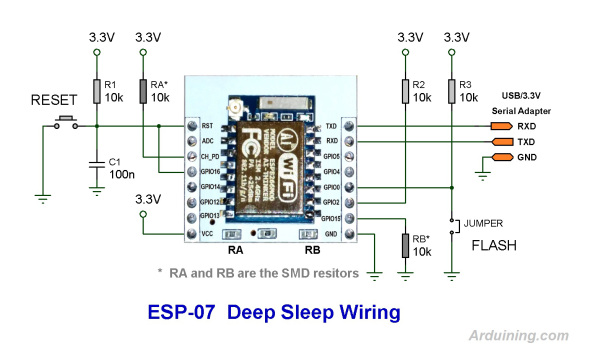 3.3V 3.3V 3.3V 3.3V
R1 10k
RA* 10k
R2 10k
R3 10k
USB/3.3V
Serial Adapter
RESET
RST TXD RXD
ADC RXD TXD
CH_PD GPIO5 GND
GPIO16 GPIO4
GPIO14 GPIO0
GPIO12 GPIO2
GPIO13 GPIO15
VCC GND
C1
100n
3.3V
Ai
WiFi
FCC
RB*
10k
JUMPER
FLASH
RA RB
* RA and RB are the SMD resitors
ESP-07 Deep Sleep Wiring
Arduining.com